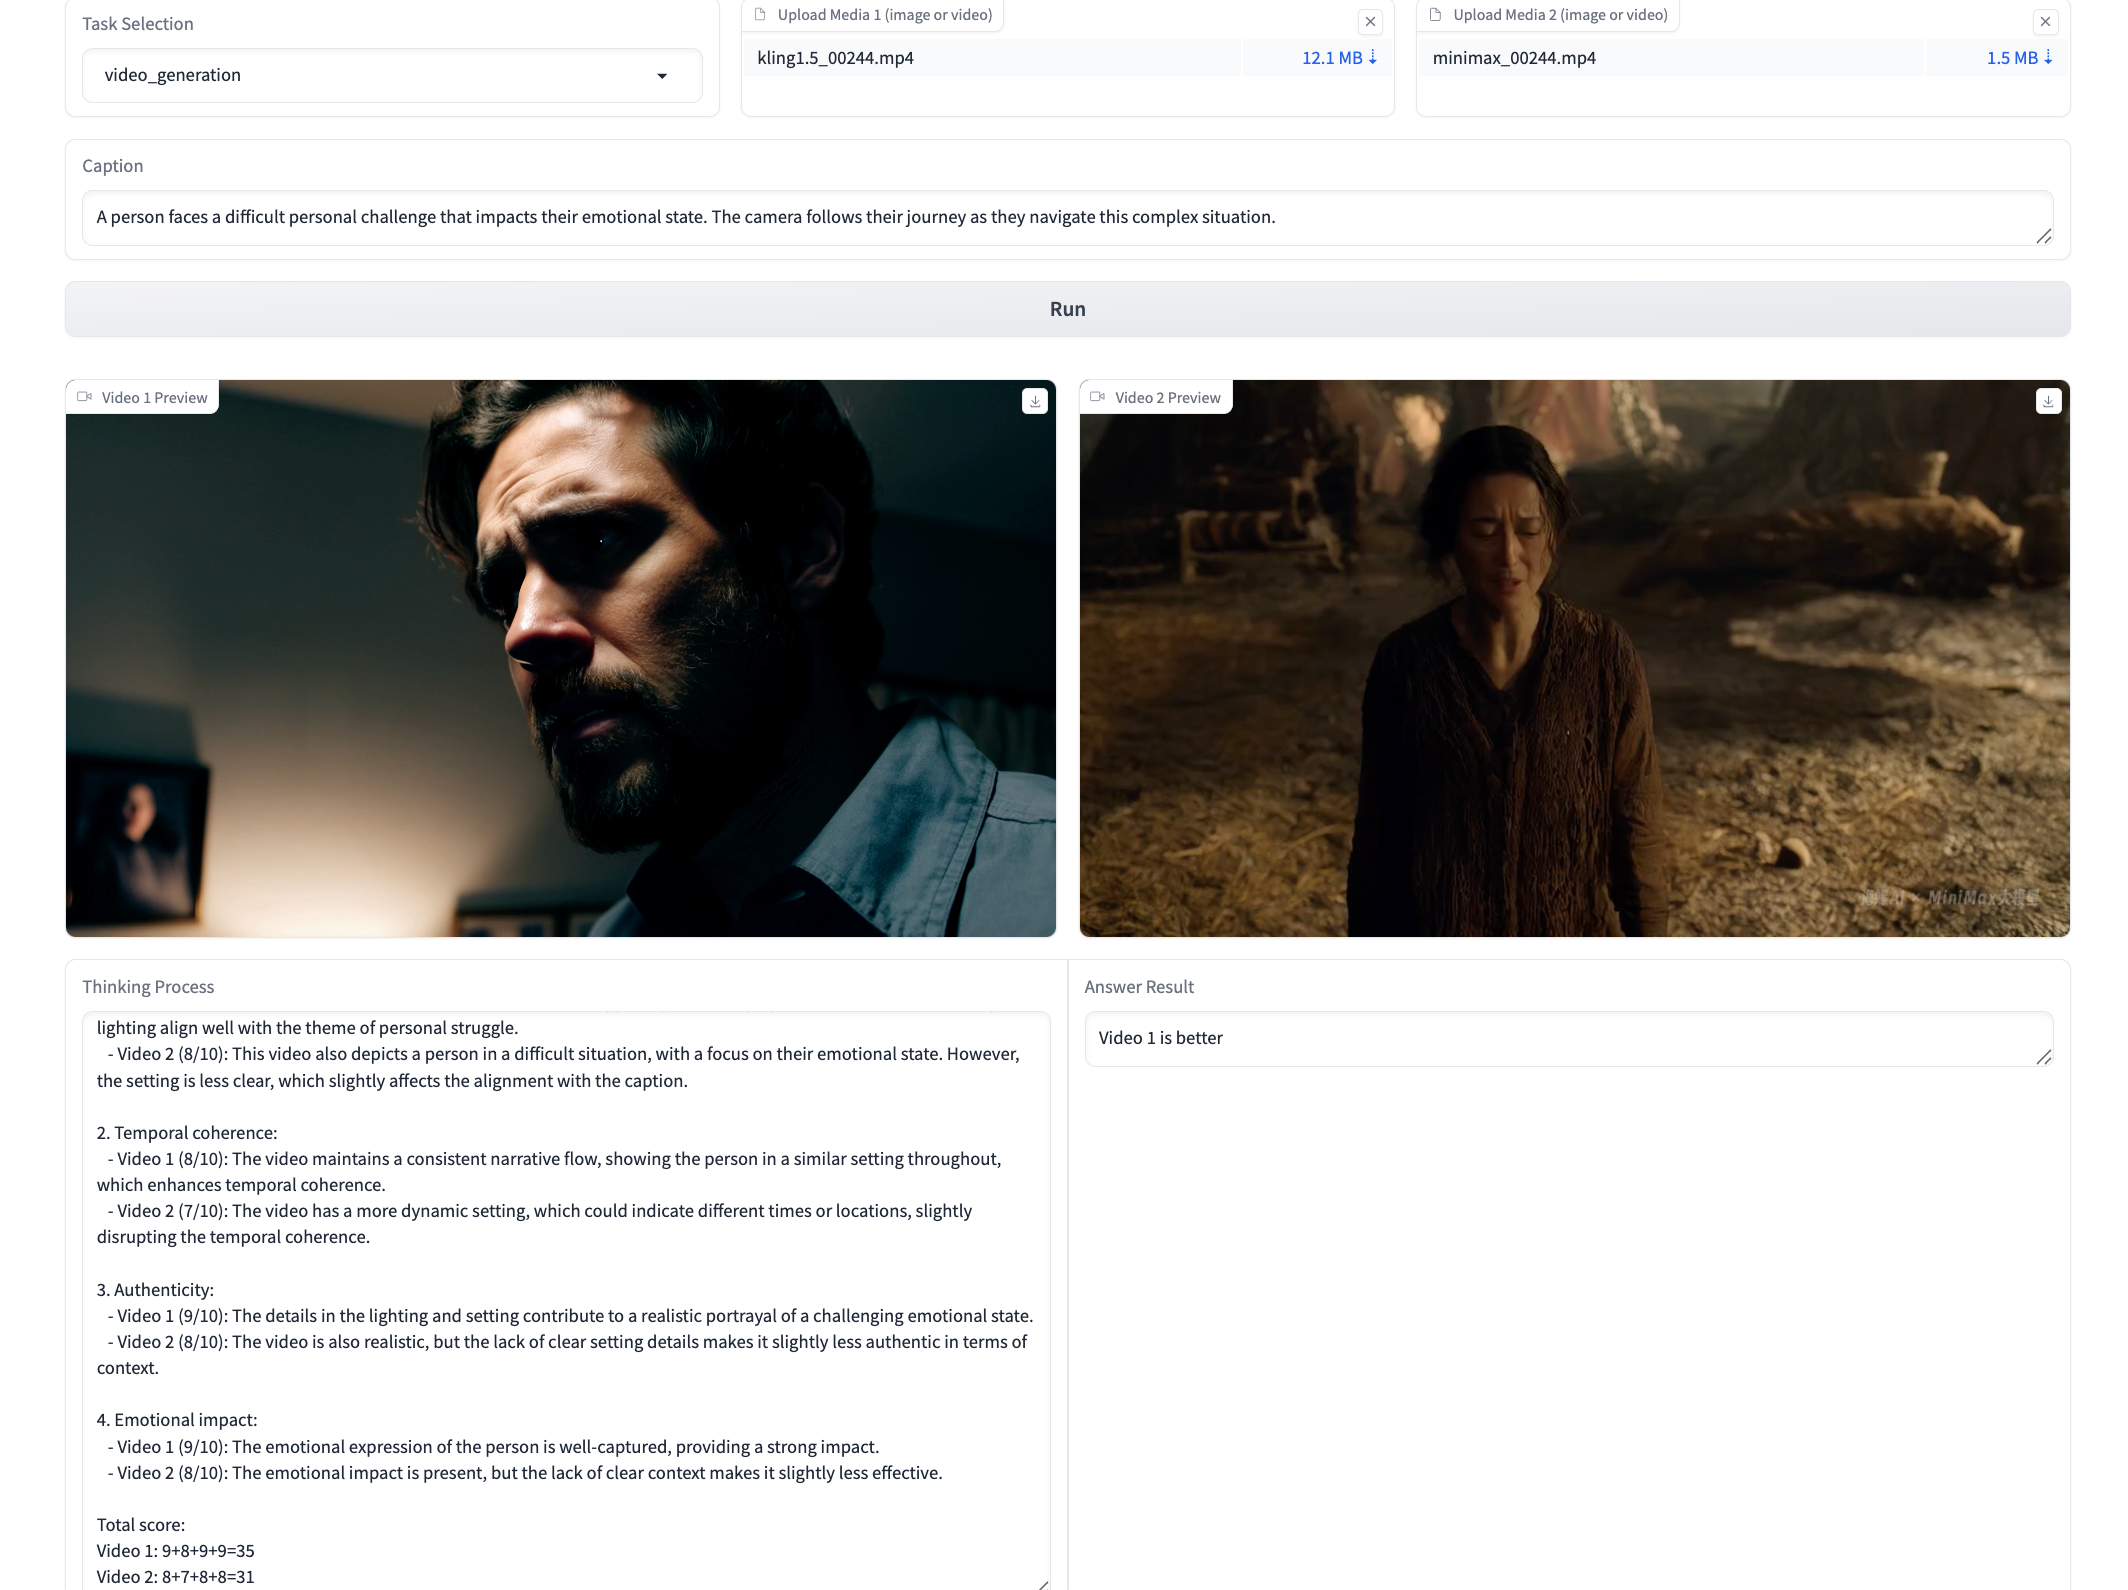 Task Selection
video_generation
Upload Media 1 (image or video)
kling1.5_00244.mp4
12.1 MB ⇣
Upload Media 2 (image or video)
minimax_00244.mp4
1.5 MB ⇣
Caption
A person faces a difficult personal challenge that impacts their emotional state. The camera follows their journey as they navigate this complex situation.
Run
Video 1 Preview
Video 2 Preview
MiniMax
Thinking Process
lighting align well with the theme of personal struggle.
- Video 2 (8/10): This video also depicts a person in a difficult situation, with a focus on their emotional state. However,
the setting is less clear, which slightly affects the alignment with the caption.
2. Temporal coherence:
- Video 1 (8/10): The video maintains a consistent narrative flow, showing the person in a similar setting throughout,
which enhances temporal coherence.
- Video 2 (7/10): The video has a more dynamic setting, which could indicate different times or locations, slightly
disrupting the temporal coherence.
3. Authenticity:
- Video 1 (9/10): The details in the lighting and setting contribute to a realistic portrayal of a challenging emotional state.
- Video 2 (8/10): The video is also realistic, but the lack of clear setting details makes it slightly less authentic in terms of
context.
4. Emotional impact:
- Video 1 (9/10): The emotional expression of the person is well-captured, providing a strong impact.
- Video 2 (8/10): The emotional impact is present, but the lack of clear context makes it slightly less effective.
Total score:
Video 1: 9+8+9+9=35
Video 2: 8+7+8+8=31
Answer Result
Video 1 is better